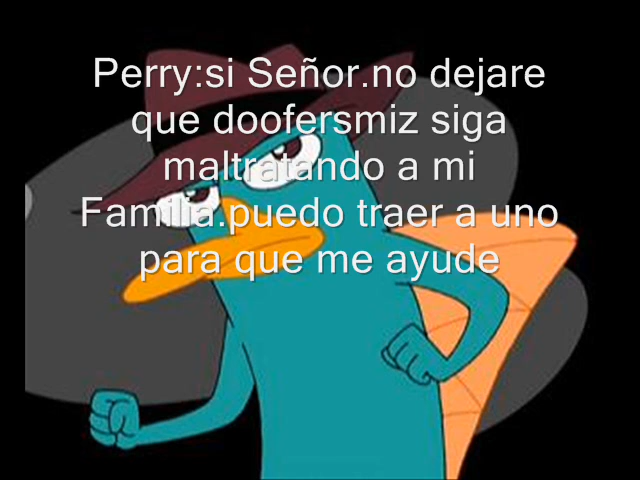 Perry:si Señor.no dejare
que doofersmiz siga
maltratando a mi
Familia.puedo traer a uno
para que me ayude